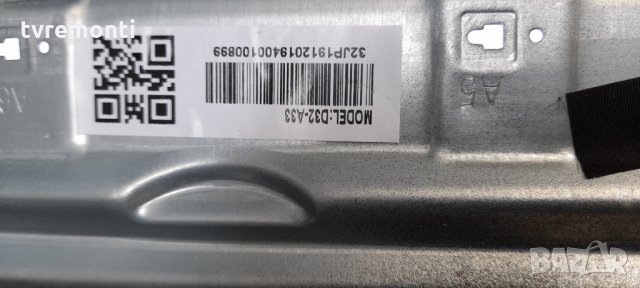 tvremonti
MODEL:D32-A33
32JP1912019400100899
A5
BAZAR